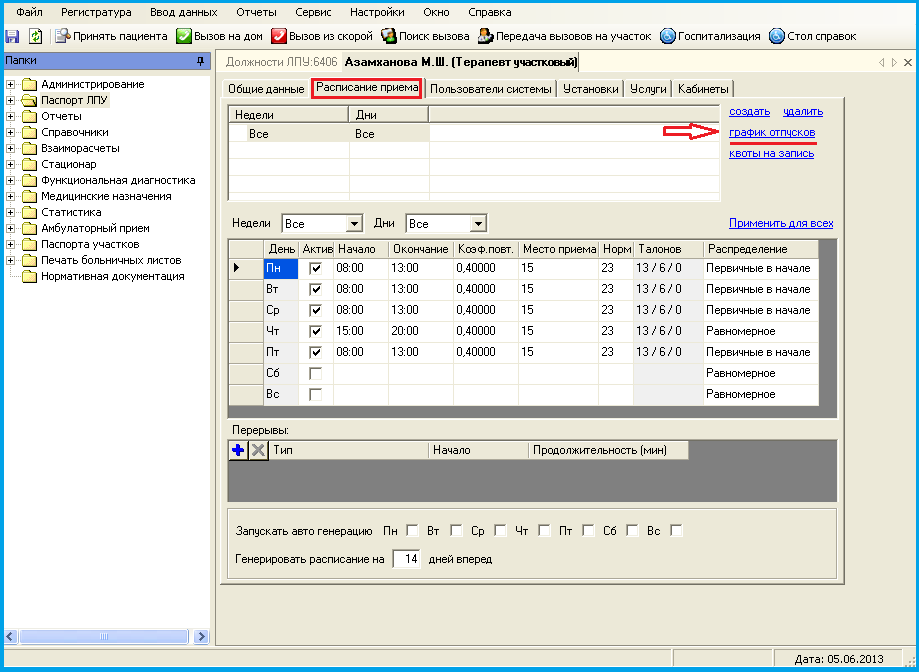 Файл Регистратура Ввод данных Отчеты Сервис Настройки Окно Справка
Принять пациента Вызов на дом Вызов из скорой Поиск вызова Передача вызовов на участок Госпитализация Стол справок
Папки
Администрирование
Паспорт ЛПУ
Отчеты
Справочники
Взаиморасчеты
Стационар
Функциональная диагностика
Медицинские назначения
Статистика
Амбулаторный прием
Паспорта участков
Печать больничных листов
Нормативная документация
Должности ЛПУ:6406 Азамханова М.Ш. (Терапевт участковый)
Общие данные Расписание приема Пользователи системы Установки Услуги Кабинеты
Недели Дни
Все Все
создать удалить
график отпусков
квоты на запись
Недели Все Дни Все Применить для всех
День Актив Начало Окончание Коэф.повт. Место приема Норм Талонов Распределение
Пн 08:00 13:00 0,40000 15 23 13 / 6 / 0 Первичные в начале
Вт 08:00 13:00 0,40000 15 23 13 / 6 / 0 Первичные в начале
Ср 08:00 13:00 0,40000 15 23 13 / 6 / 0 Первичные в начале
Чт 15:00 20:00 0,40000 15 23 13 / 6 / 0 Равномерное
Пт 08:00 13:00 0,40000 15 23 13 / 6 / 0 Первичные в начале
Сб Равномерное
Вс Равномерное
Перерывы:
Тип Начало Продолжительность (мин)
Запускать авто генерацию Пн Вт Ср Чт Пт Сб Вс
Генерировать расписание на 14 дней вперед
Дата: 05.06.2013